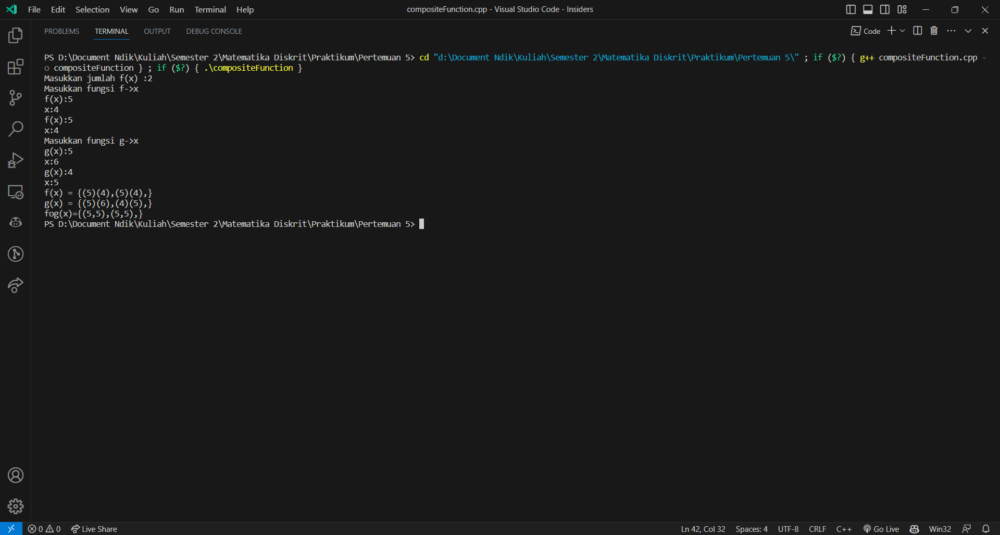 File Edit Selection View Go Run Terminal Help compositeFunction.cpp - Visual Studio Code - Insiders
PROBLEMS TERMINAL OUTPUT DEBUG CONSOLE Code
PS D:\Document Ndik\Kuliah\Semester 2\Matematika Diskrit\Praktikum\Pertemuan 5> cd "d:\Document Ndik\Kuliah\Semester 2\Matematika Diskrit\Praktikum\Pertemuan 5\" ; if ($?) { g++ compositeFunction.cpp -
o compositeFunction } ; if ($?) { .\compositeFunction }
Masukkan jumlah f(x) :2
Masukkan fungsi f->x
f(x):5
x:4
f(x):5
x:4
Masukkan fungsi g->x
g(x):5
x:6
g(x):4
x:5
f(x) = {(5)(4),(5)(4),}
g(x) = {(5)(6),(4)(5),}
fog(x)={(5,5),(5,5),}
PS D:\Document Ndik\Kuliah\Semester 2\Matematika Diskrit\Praktikum\Pertemuan 5>
0 0 Live Share Ln 42, Col 32 Spaces: 4 UTF-8 CRLF C++ Go Live Win32